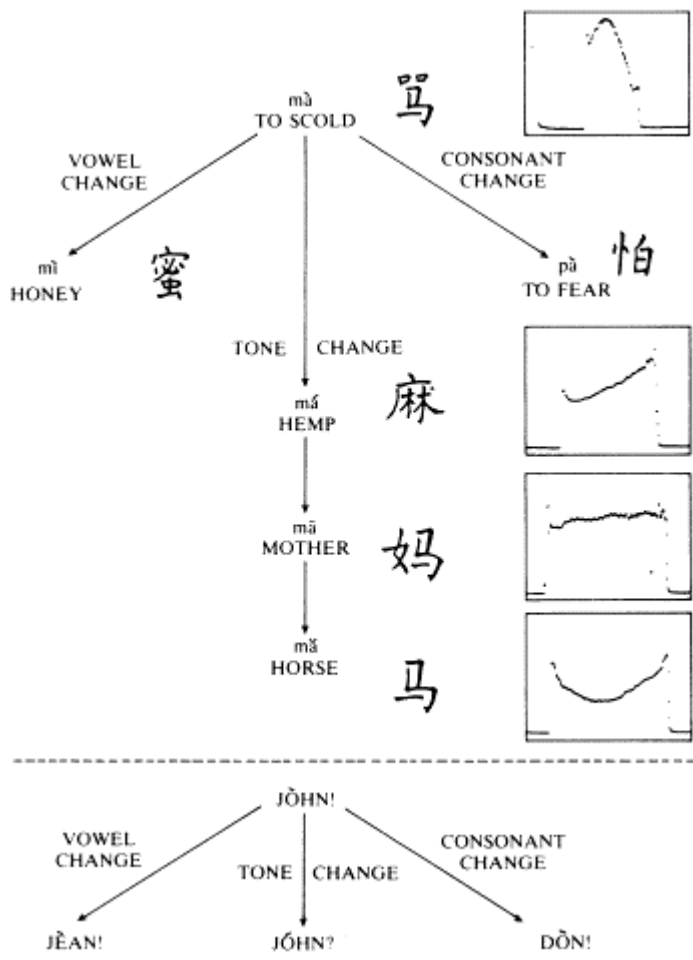 mà 骂
TO SCOLD
VOWEL
CHANGE
CONSONANT
CHANGE
mì 蜜
HONEY
pà 怕
TO FEAR
TONE CHANGE
má 麻
HEMP
mā
MOTHER 妈
mǎ
HORSE 马
JÒHN!
VOWEL
CHANGE
TONE CHANGE
CONSONANT
CHANGE
JÈAN!
JÓHN?
DÒN!